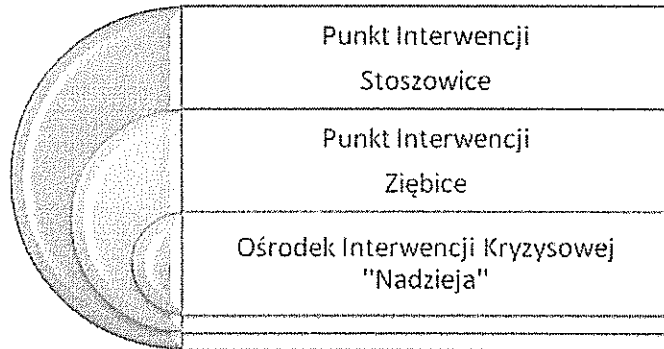 Punkt Interwencji
Stoszowice
Punkt Interwencji
Ziębice
Ośrodek Interwencji Kryzysowej
"Nadzieja"